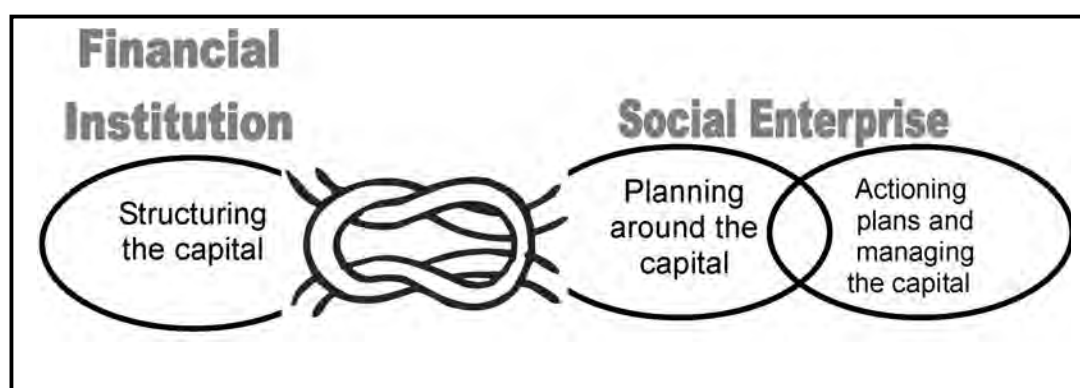 Financial
Institution
Social Enterprise
Structuring
the capital
Planning
around the
capital
Actioning
plans and
managing
the capital